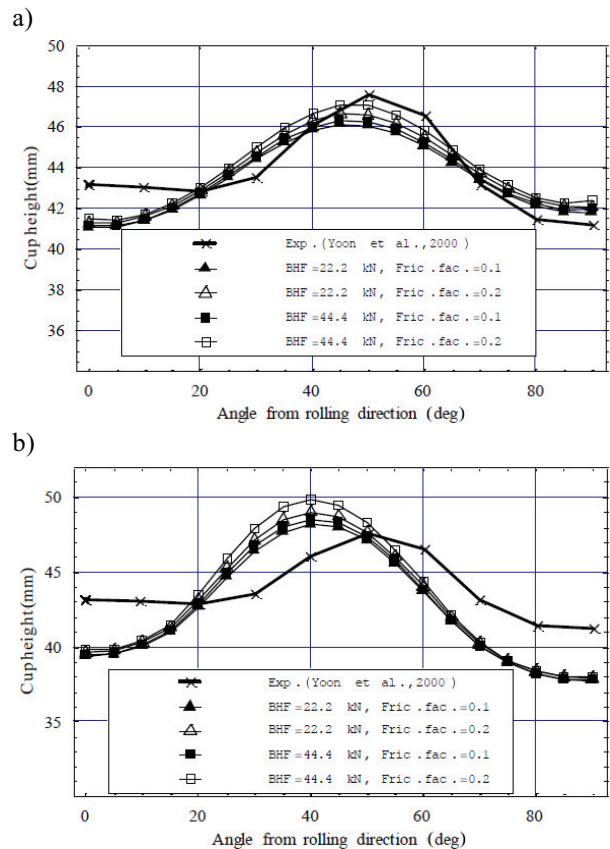 a)
50
48
46
44
42
40
38
36
Cup height(mm)
Exp.(Yoon et al.,2000)
BHF=22.2 kN, Fric.fac.=0.1
BHF=22.2 kN, Fric.fac.=0.2
BHF=44.4 kN, Fric.fac.=0.1
BHF=44.4 kN, Fric.fac.=0.2
0 20 40 60 80
Angle from rolling direction (deg)
b)
50
45
40
35
Cup height(mm)
Exp.(Yoon et al.,2000)
BHF=22.2 kN, Fric.fac.=0.1
BHF=22.2 kN, Fric.fac.=0.2
BHF=44.4 kN, Fric.fac.=0.1
BHF=44.4 kN, Fric.fac.=0.2
0 20 40 60 80
Angle from rolling direction (deg)